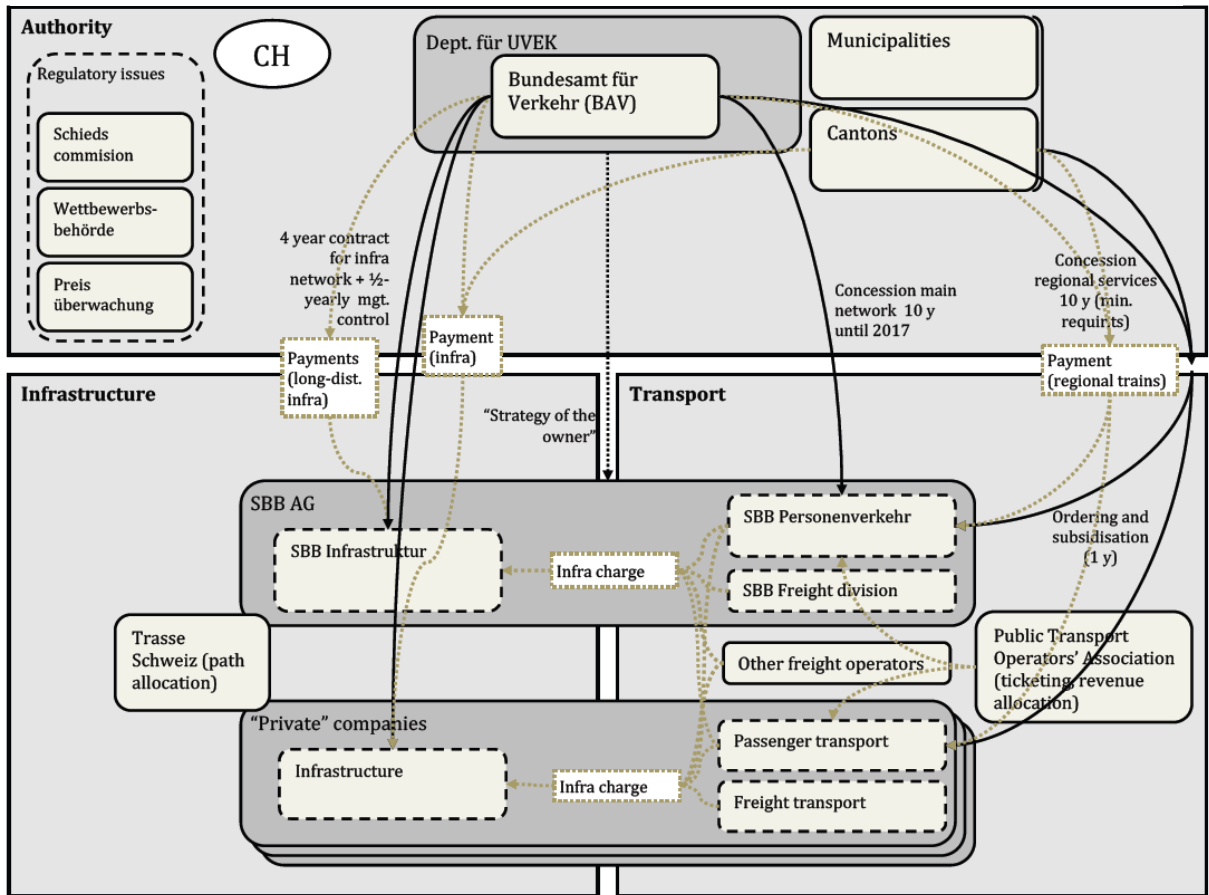 Authority
CH
Regulatory issues
Schieds
commision
Wettbewerbs-
behörde
Preis
überwachung
Dept. für UVEK
Bundesamt für
Verkehr (BAV)
Municipalities
Cantons
4 year contract
for infra
network + ½-
yearly mgt.
control
Concession main
network 10 y
until 2017
Concession
regional services
10 y (min.
requints)
Payments
(long-dist.
infra)
Payment
(infra)
Payment
(regional trains)
Infrastructure
Transport
"Strategy of the
owner"
SBB AG
SBB Infrastruktur
Infra charge
SBB Personenverkehr
SBB Freight division
Ordering and
subsidisation
(1 y)
Trasse
Schweiz (path
allocation)
Other freight operators
Public Transport
Operators' Association
(ticketing, revenue
allocation)
"Private" companies
Infrastructure
Infra charge
Passenger transport
Freight transport